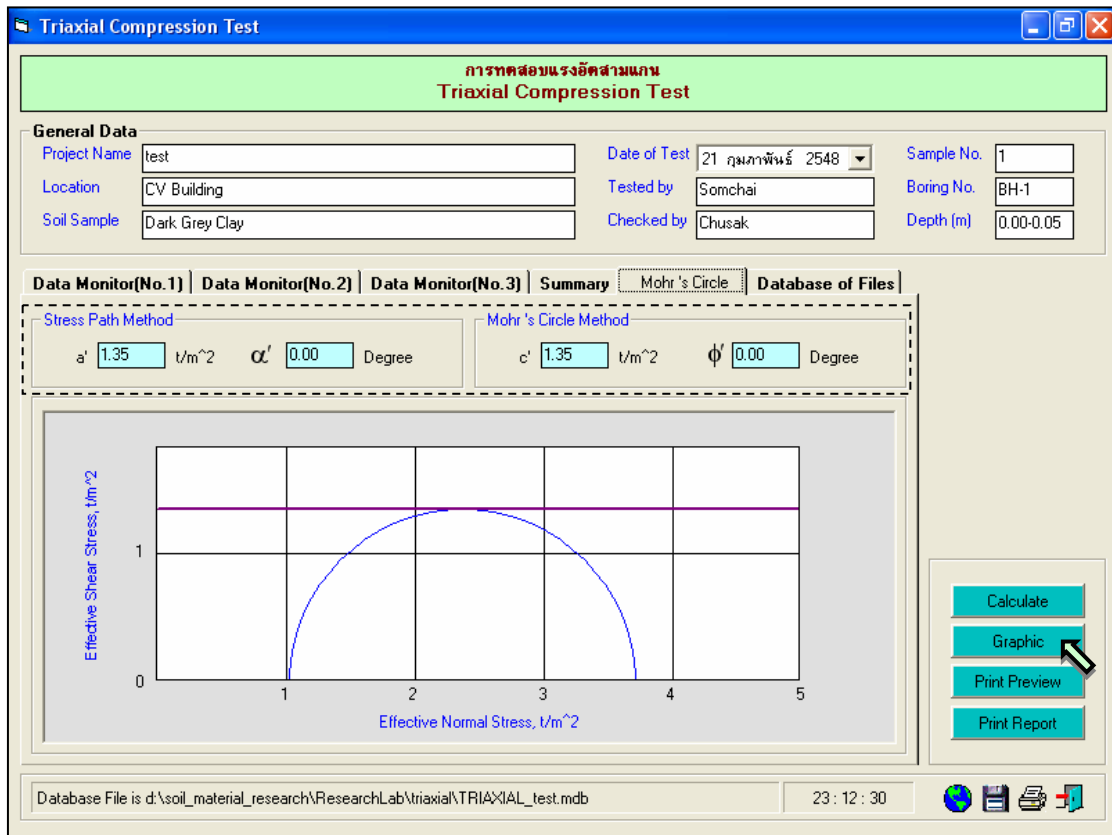 Triaxial Compression Test
การทดสอบแรงอัดสามแกน
Triaxial Compression Test
General Data
Project Name test Date of Test 21 กุมภาพันธ์ 2548 Sample No. 1
Location CV Building Tested by Somchai Boring No. BH-1
Soil Sample Dark Grey Clay Checked by Chusak Depth (m) 0.00-0.05
Data Monitor(No.1) Data Monitor(No.2) Data Monitor(No.3) Summary Mohr 's Circle Database of Files
Stress Path Method Mohr 's Circle Method
a' 1.35 t/m^2 α' 0.00 Degree c' 1.35 t/m^2 ϕ' 0.00 Degree
Effective Shear Stress, t/m^2
1
0
1 2 3 4 5
Effective Normal Stress, t/m^2
Calculate
Graphic
Print Preview
Print Report
Database File is d:\soil_material_research\ResearchLab\triaxial\TRIAXIAL_test.mdb 23 : 12 : 30